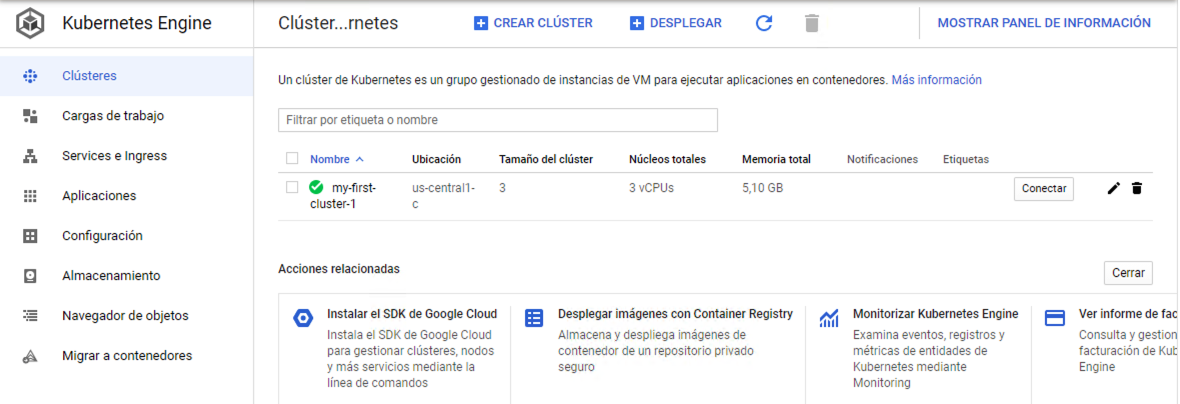 Kubernetes Engine
Clúster...rnetes
CREAR CLÚSTER
DESPLEGAR
MOSTRAR PANEL DE INFORMACIÓN
Clústeres
Cargas de trabajo
Services e Ingress
Aplicaciones
Configuración
Almacenamiento
Navegador de objetos
Migrar a contenedores
Un clúster de Kubernetes es un grupo gestionado de instancias de VM para ejecutar aplicaciones en contenedores. Más información
Filtrar por etiqueta o nombre
Nombre Ubicación Tamaño del clúster Núcleos totales Memoria total Notificaciones Etiquetas
my-first- us-central1- 3 3 vCPUs 5,10 GB Conectar
cluster-1 c
Acciones relacionadas
Cerrar
Instalar el SDK de Google Cloud
Instala el SDK de Google Cloud
para gestionar clústeres, nodos
y más servicios mediante la
línea de comandos
Desplegar imágenes con Container Registry
Almacena y despliega imágenes de
contenedor de un repositorio privado
seguro
Monitorizar Kubernetes Engine
Examina eventos, registros y
métricas de entidades de
Kubernetes mediante
Monitoring
Ver informe de fac
Consulta y gestion
facturación de Kub
Engine